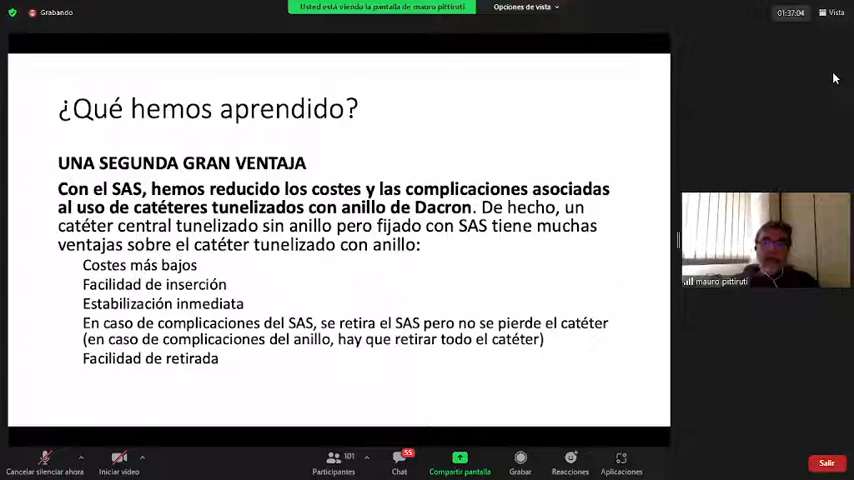 Grabando
Usted está viendo la pantalla de mauro pittiruti
Opciones de vista
01:37:04
Vista
¿Qué hemos aprendido?
UNA SEGUNDA GRAN VENTAJA
Con el SAS, hemos reducido los costes y las complicaciones asociadas
al uso de catéteres tunelizados con anillo de Dacron. De hecho, un
catéter central tunelizado sin anillo pero fijado con SAS tiene muchas
ventajas sobre el catéter tunelizado con anillo:
Costes más bajos
Facilidad de inserción
Estabilización inmediata
En caso de complicaciones del SAS, se retira el SAS pero no se pierde el catéter
(en caso de complicaciones del anillo, hay que retirar todo el catéter)
Facilidad de retirada
mauro pittiruti
Cancelar silenciar ahora
Iniciar video
101
Participantes
55
Chat
Compartir pantalla
Grabar
Reacciones
Aplicaciones
Salir